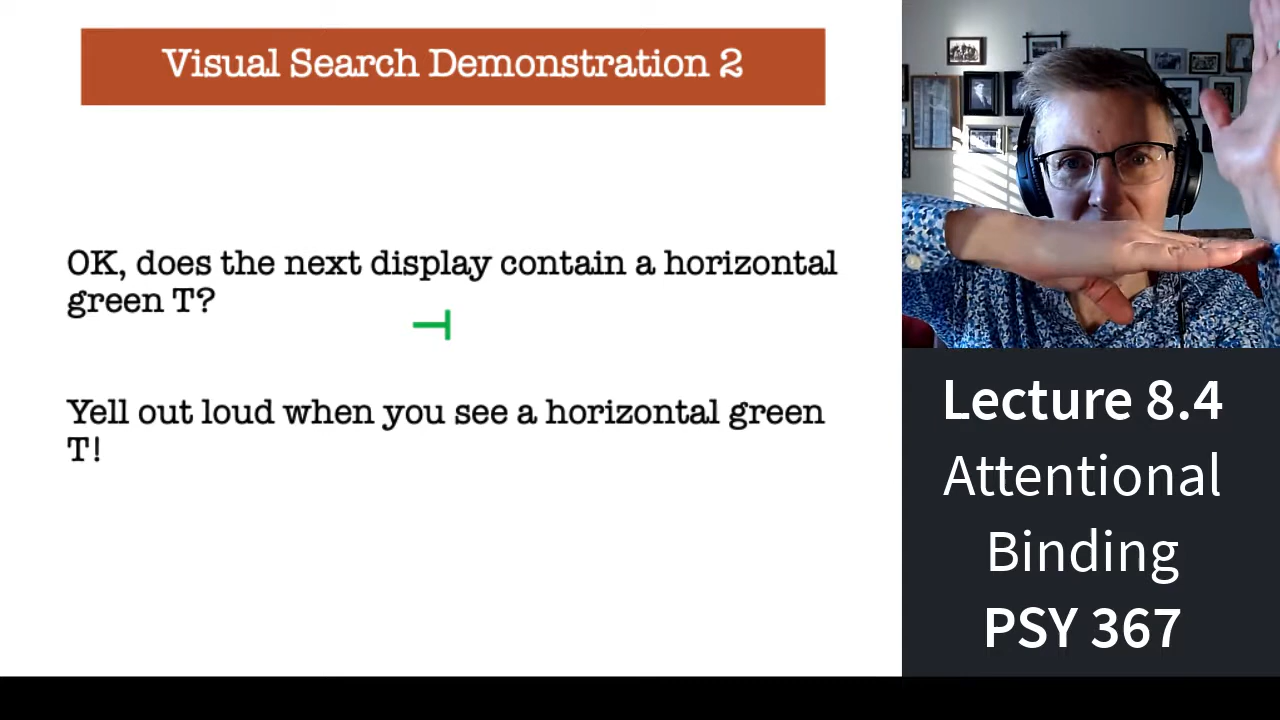 Visual Search Demonstration 2
OK, does the next display contain a horizontal
green T?
Yell out loud when you see a horizontal green
T!
Lecture 8.4
Attentional
Binding
PSY 367